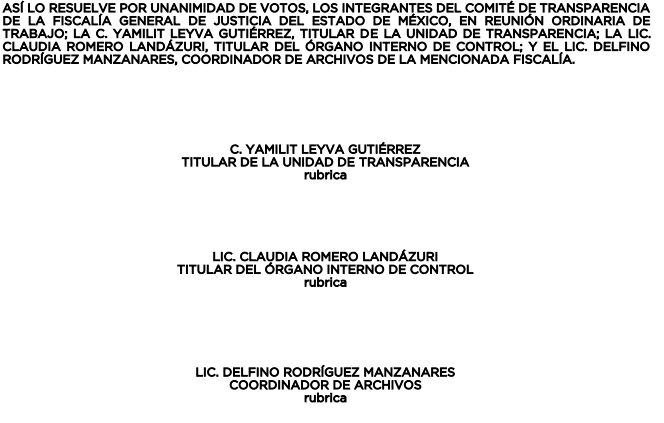 ASÍ LO RESUELVE POR UNANIMIDAD DE VOTOS, LOS INTEGRANTES DEL COMITÉ DE TRANSPARENCIA
DE LA FISCALÍA GENERAL DE JUSTICIA DEL ESTADO DE MÉXICO, EN REUNIÓN ORDINARIA DE
TRABAJO; LA C. YAMILIT LEYVA GUTIÉRREZ, TITULAR DE LA UNIDAD DE TRANSPARENCIA; LA LIC.
CLAUDIA ROMERO LANDÁZURI, TITULAR DEL ÓRGANO INTERNO DE CONTROL; Y EL LIC. DELFINO
RODRÍGUEZ MANZANARES, COORDINADOR DE ARCHIVOS DE LA MENCIONADA FISCALÍA.
C. YAMILIT LEYVA GUTIÉRREZ
TITULAR DE LA UNIDAD DE TRANSPARENCIA
rubrica
LIC. CLAUDIA ROMERO LANDÁZURI
TITULAR DEL ÓRGANO INTERNO DE CONTROL
rubrica
LIC. DELFINO RODRÍGUEZ MANZANARES
COORDINADOR DE ARCHIVOS
rubrica